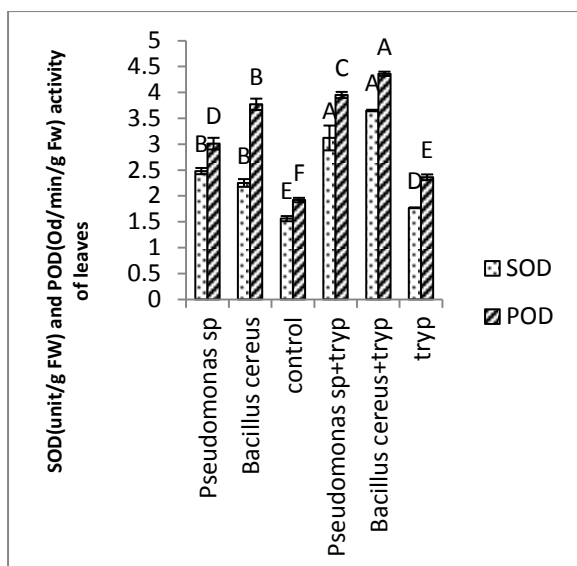 SOD(unit/g FW) and POD(Od/min/g Fw) activity
of leaves
5
4.5
4
3.5
3
2.5
2
1.5
1
0.5
0
B D
B B
E F
A C
A A
D E
Pseudomonas sp
Bacillus cereus
control
Pseudomonas sp+tryp
Bacillus cereus+tryp
tryp
SOD
POD